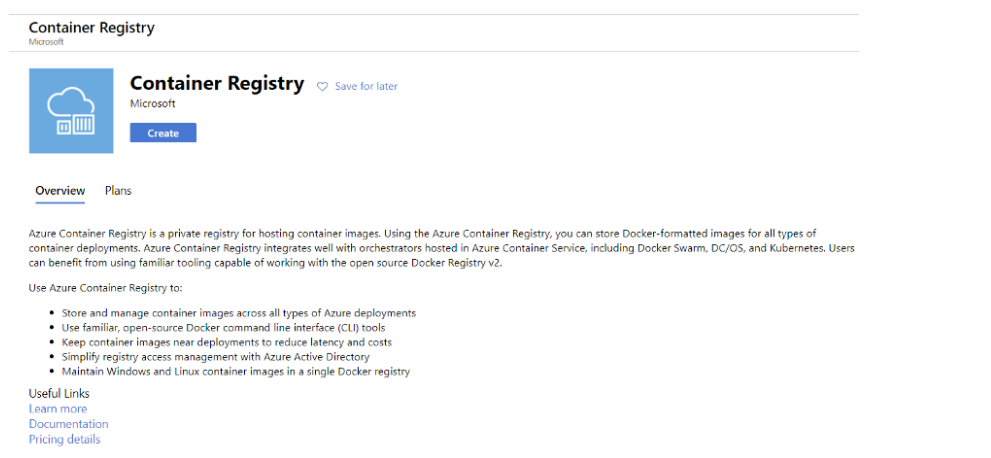 Container Registry
Microsoft
Container Registry
Save for later
Microsoft
Create
Overview Plans
Azure Container Registry is a private registry for hosting container images. Using the Azure Container Registry, you can store Docker-formatted images for all types of
container deployments. Azure Container Registry integrates well with orchestrators hosted in Azure Container Service, including Docker Swarm, DC/OS, and Kubernetes. Users
can benefit from using familiar tooling capable of working with the open source Docker Registry v2.
Use Azure Container Registry to:
• Store and manage container images across all types of Azure deployments
• Use familiar, open-source Docker command line interface (CLI) tools
• Keep container images near deployments to reduce latency and costs
• Simplify registry access management with Azure Active Directory
• Maintain Windows and Linux container images in a single Docker registry
Useful Links
Learn more
Documentation
Pricing details